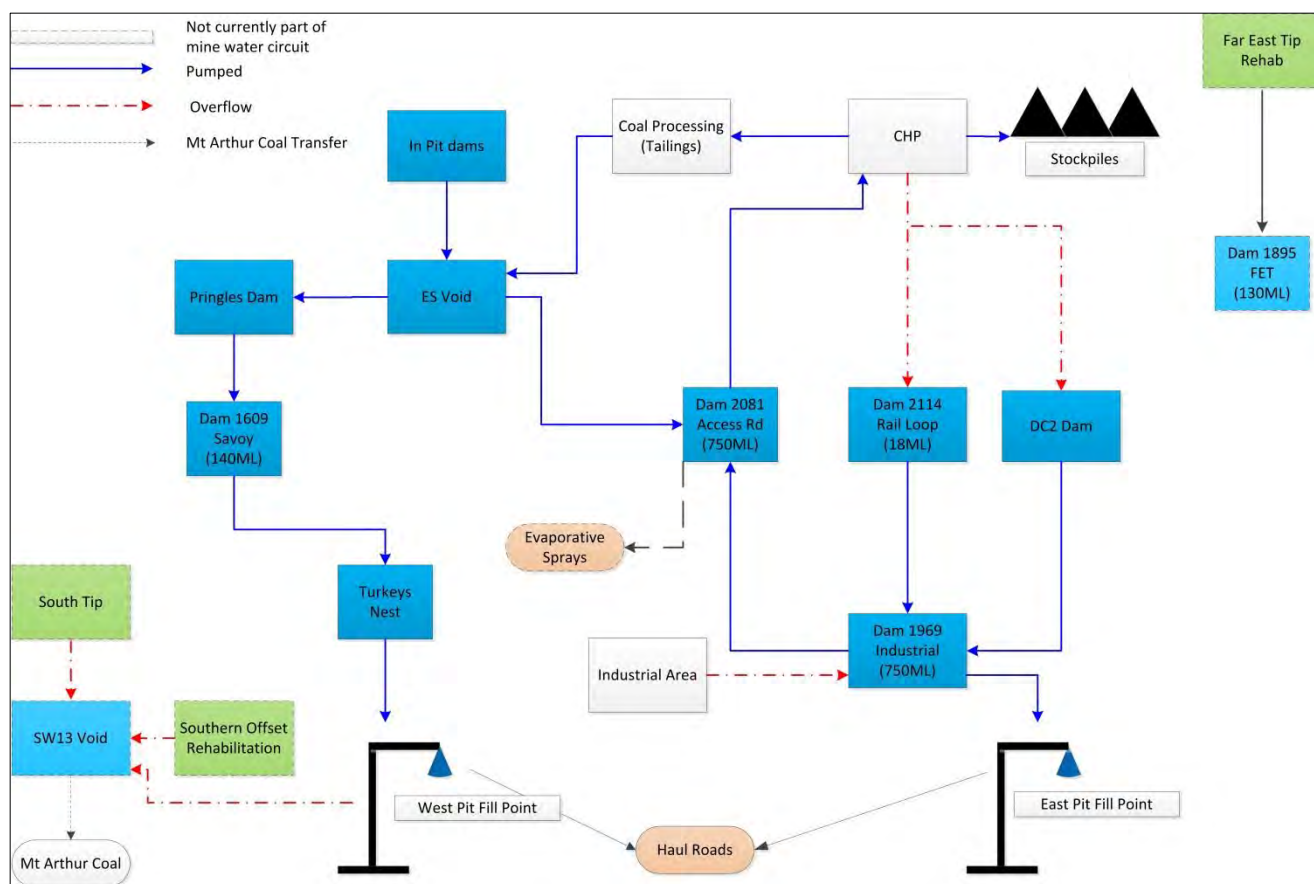 Not currently part of
mine water circuit
Pumped
Overflow
Mt Arthur Coal Transfer
Far East Tip
Rehab
In Pit dams
Coal Processing
(Tailings)
CHP
Stockpiles
Dam 1895
FET
(130ML)
Pringles Dam
ES Void
Dam 1609
Savoy
(140ML)
Dam 2081
Access Rd
(750ML)
Dam 2114
Rail Loop
(18ML)
DC2 Dam
Evaporative
Sprays
South Tip
Turkeys
Nest
Industrial Area
Dam 1969
Industrial
(750ML)
SW13 Void
Southern Offset
Rehabilitation
West Pit Fill Point
East Pit Fill Point
Mt Arthur Coal
Haul Roads